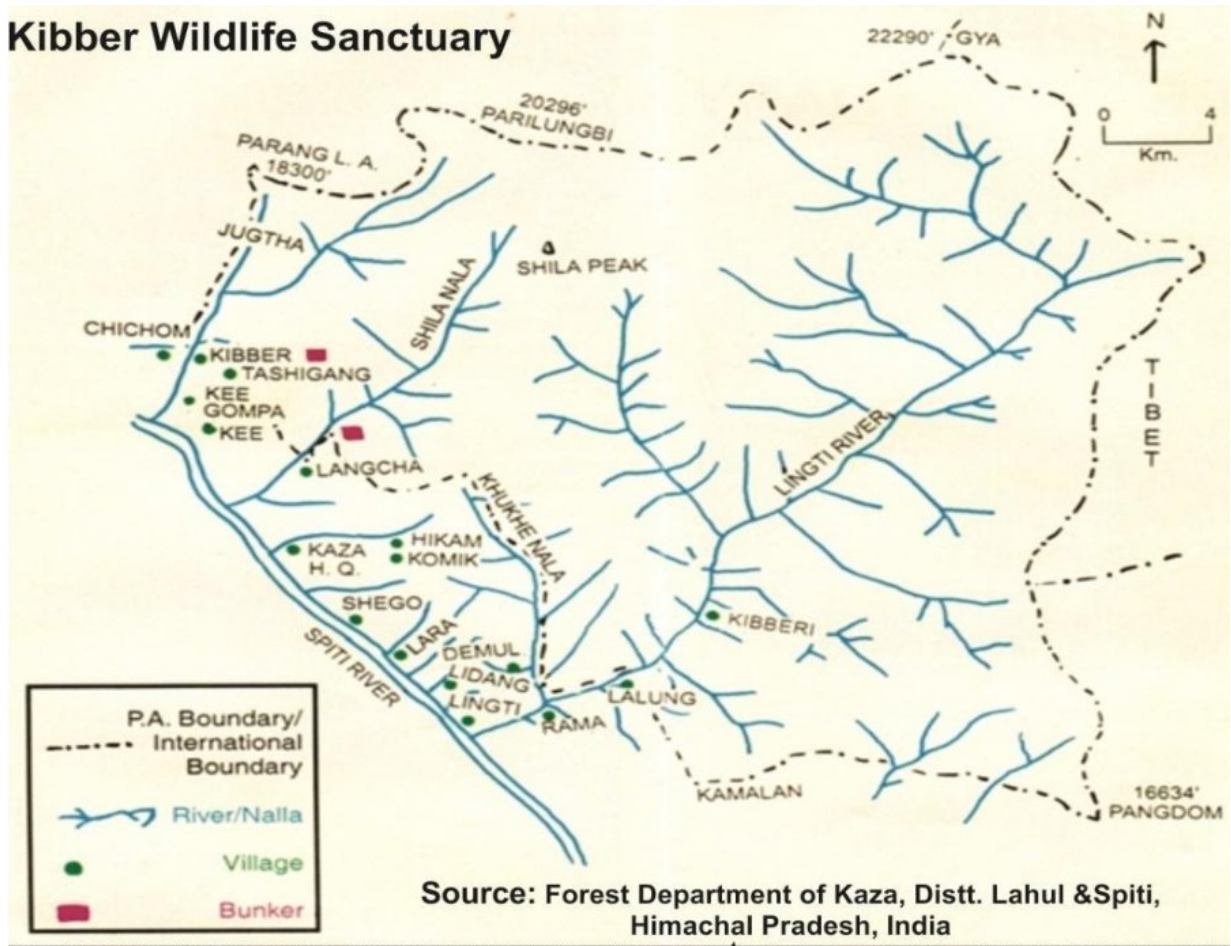 Kibber Wildlife Sanctuary
22290' GYA
N
0 4
Km.
20296'
PARILUNGBI
PARANG L. A.
18300'
JUGTHA
SHILA NALA
SHILA PEAK
CHICHOM
KIBBER
TASHIGANG
KEE
GOMPA
KEE
LANGCHA
KHUKHE NALA
LINGTI RIVER
TIBET
HIKAM
KOMIK
KAZA
H. Q.
SHEGO
LARA
SPITI RIVER
DEMUL
LIDANG
LINGTI
RAMA
LALUNG
KIBBERI
KAMALAN
16634'
PANGDOM
P.A. Boundary/
International
Boundary
River/Nalla
Village
Bunker
Source: Forest Department of Kaza, Distt. Lahul &Spiti,
Himachal Pradesh, India